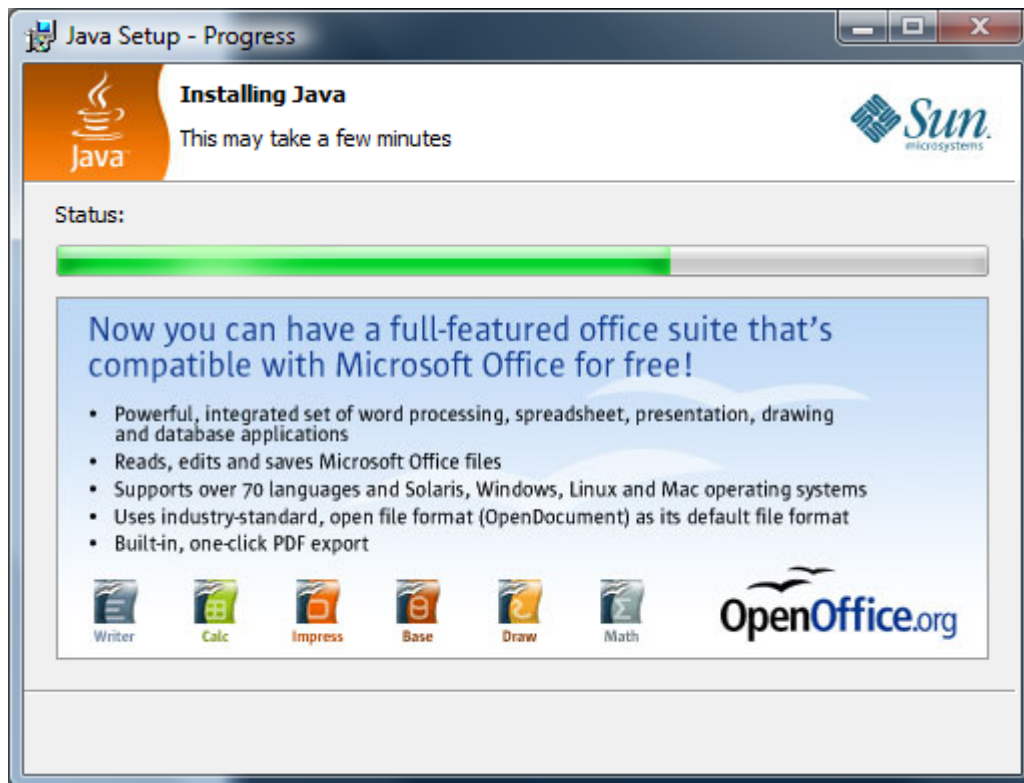 Java Setup - Progress
Installing Java
This may take a few minutes
Java
Sun
microsystems
Status:
Now you can have a full-featured office suite that's
compatible with Microsoft Office for free!
• Powerful, integrated set of word processing, spreadsheet, presentation, drawing
and database applications
• Reads, edits and saves Microsoft Office files
• Supports over 70 languages and Solaris, Windows, Linux and Mac operating systems
• Uses industry-standard, open file format (OpenDocument) as its default file format
• Built-in, one-click PDF export
Writer Calc Impress Base Draw Math
OpenOffice.org